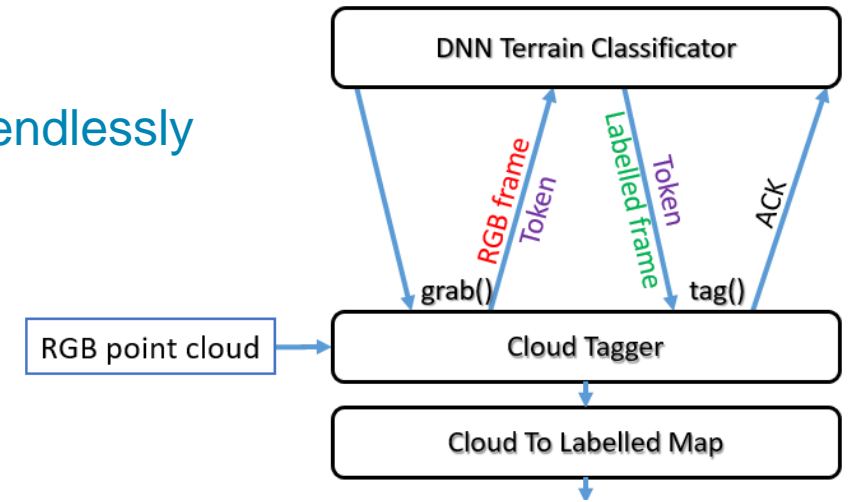 DNN Terrain Classificator
endlessly
RGB frame
Token
Labelled frame
Token
ACK
grab()
tag()
RGB point cloud
Cloud Tagger
Cloud To Labelled Map